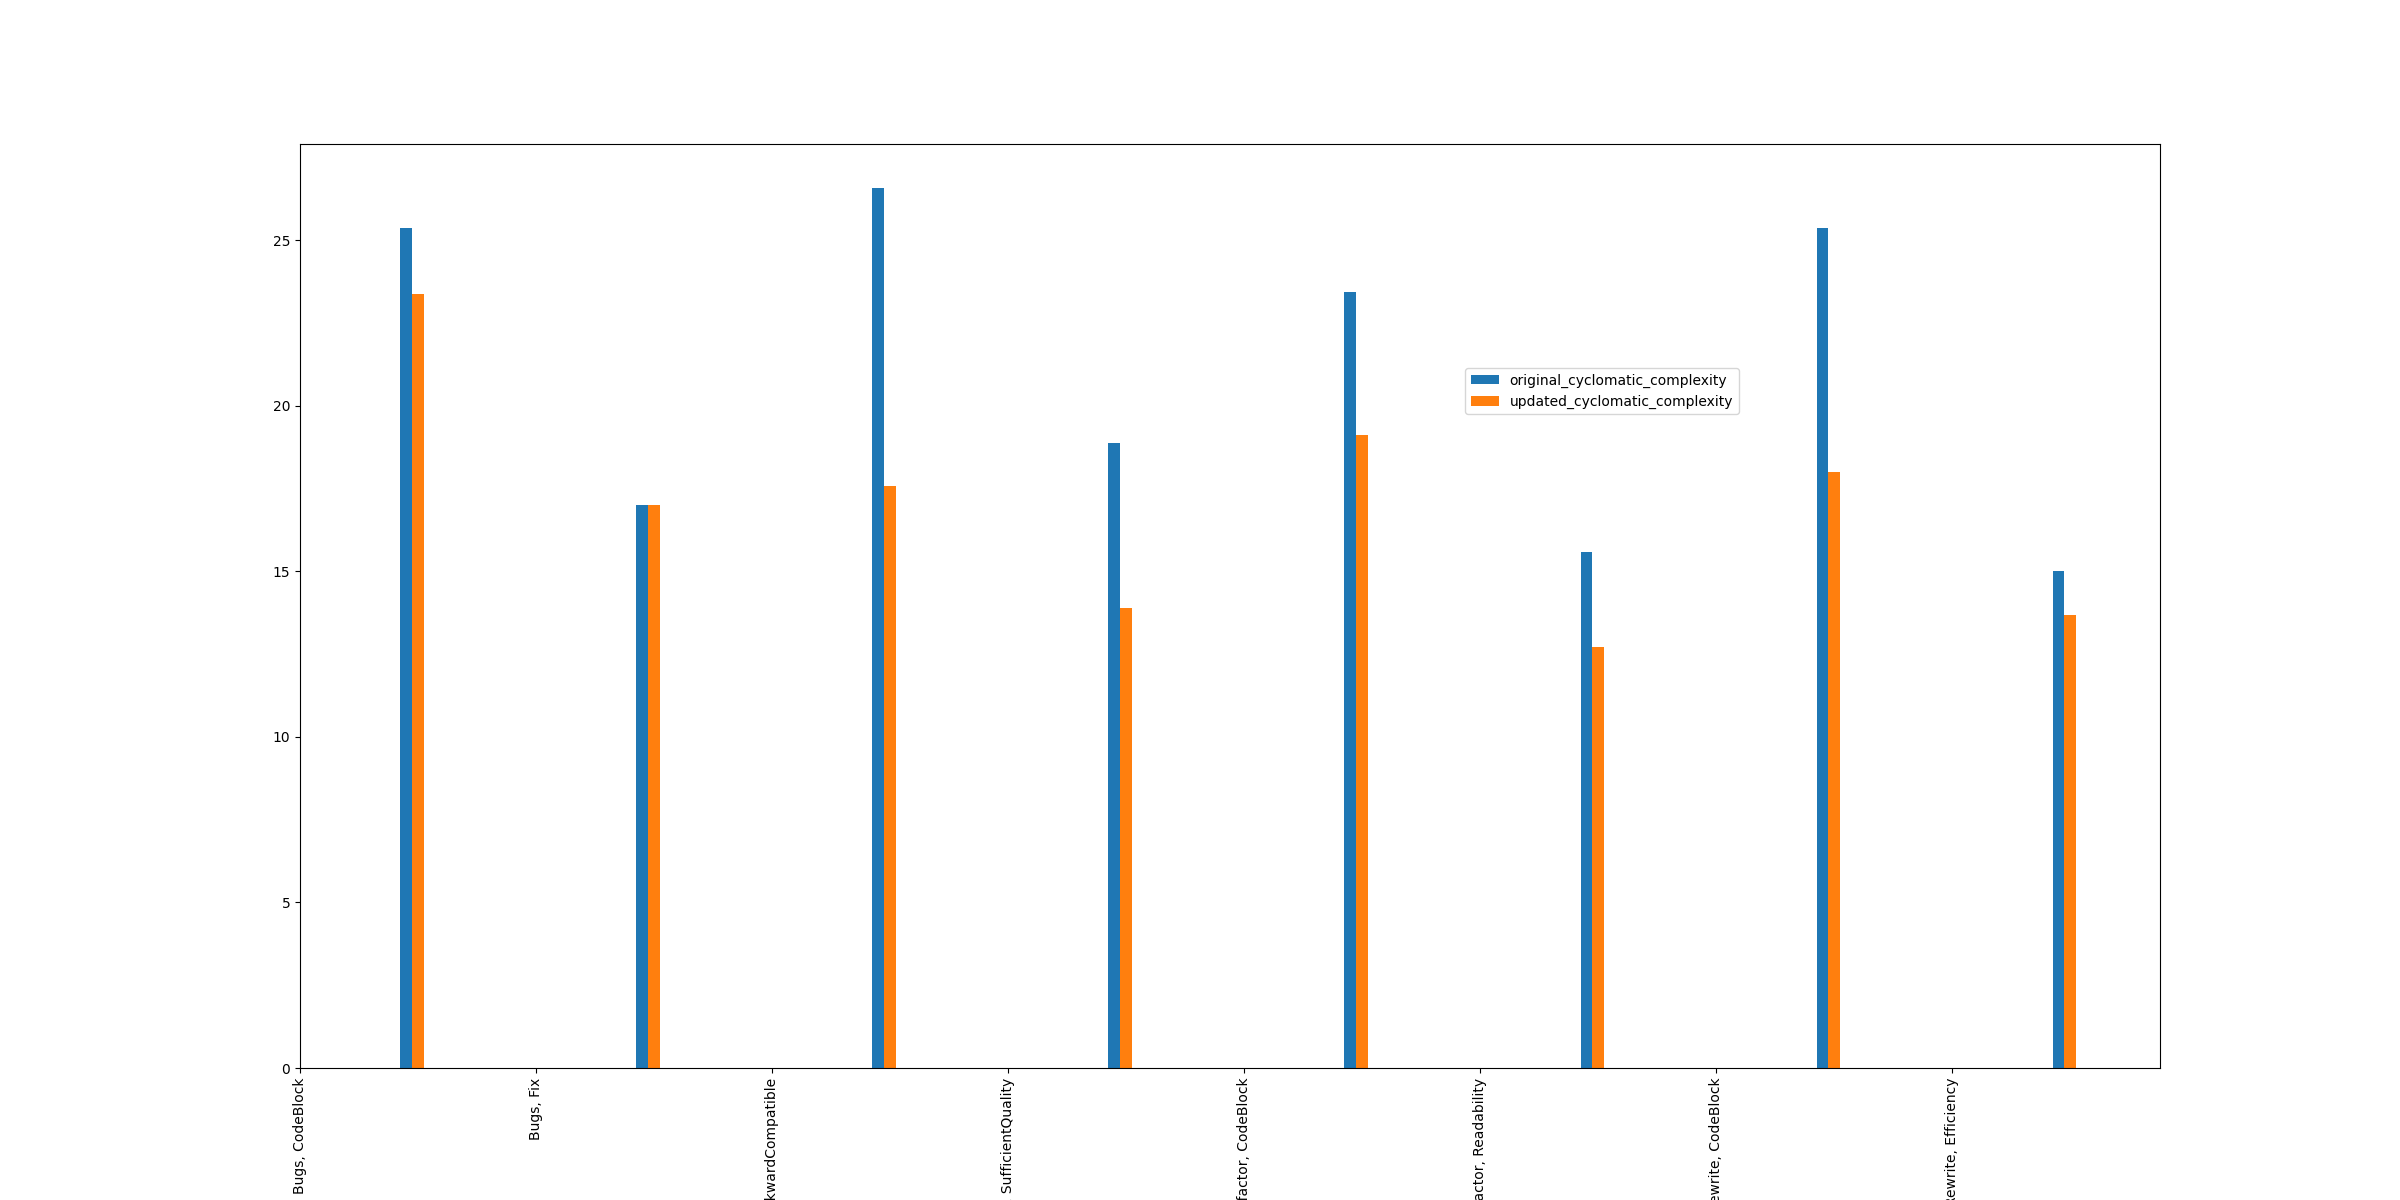 25
20
15
10
5
0
original_cyclomatic_complexity
updated_cyclomatic_complexity
Bugs, CodeBlock
Bugs, Fix
kwardCompatible
SufficientQuality
factor, CodeBlock
actor, Readability
ewrite, CodeBlock
ewrite, Efficiency